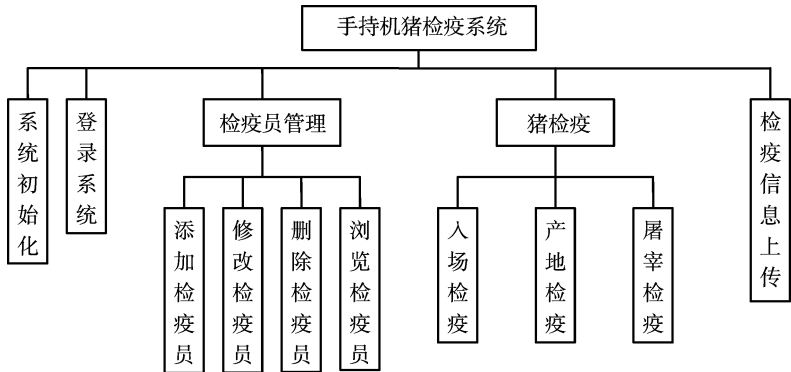 手持机猪检疫系统
系统初始化
登录系统
检疫员管理
猪检疫
检疫信息上传
添加检疫员
修改检疫员
删除检疫员
浏览检疫员
入场检疫
产地检疫
屠宰检疫